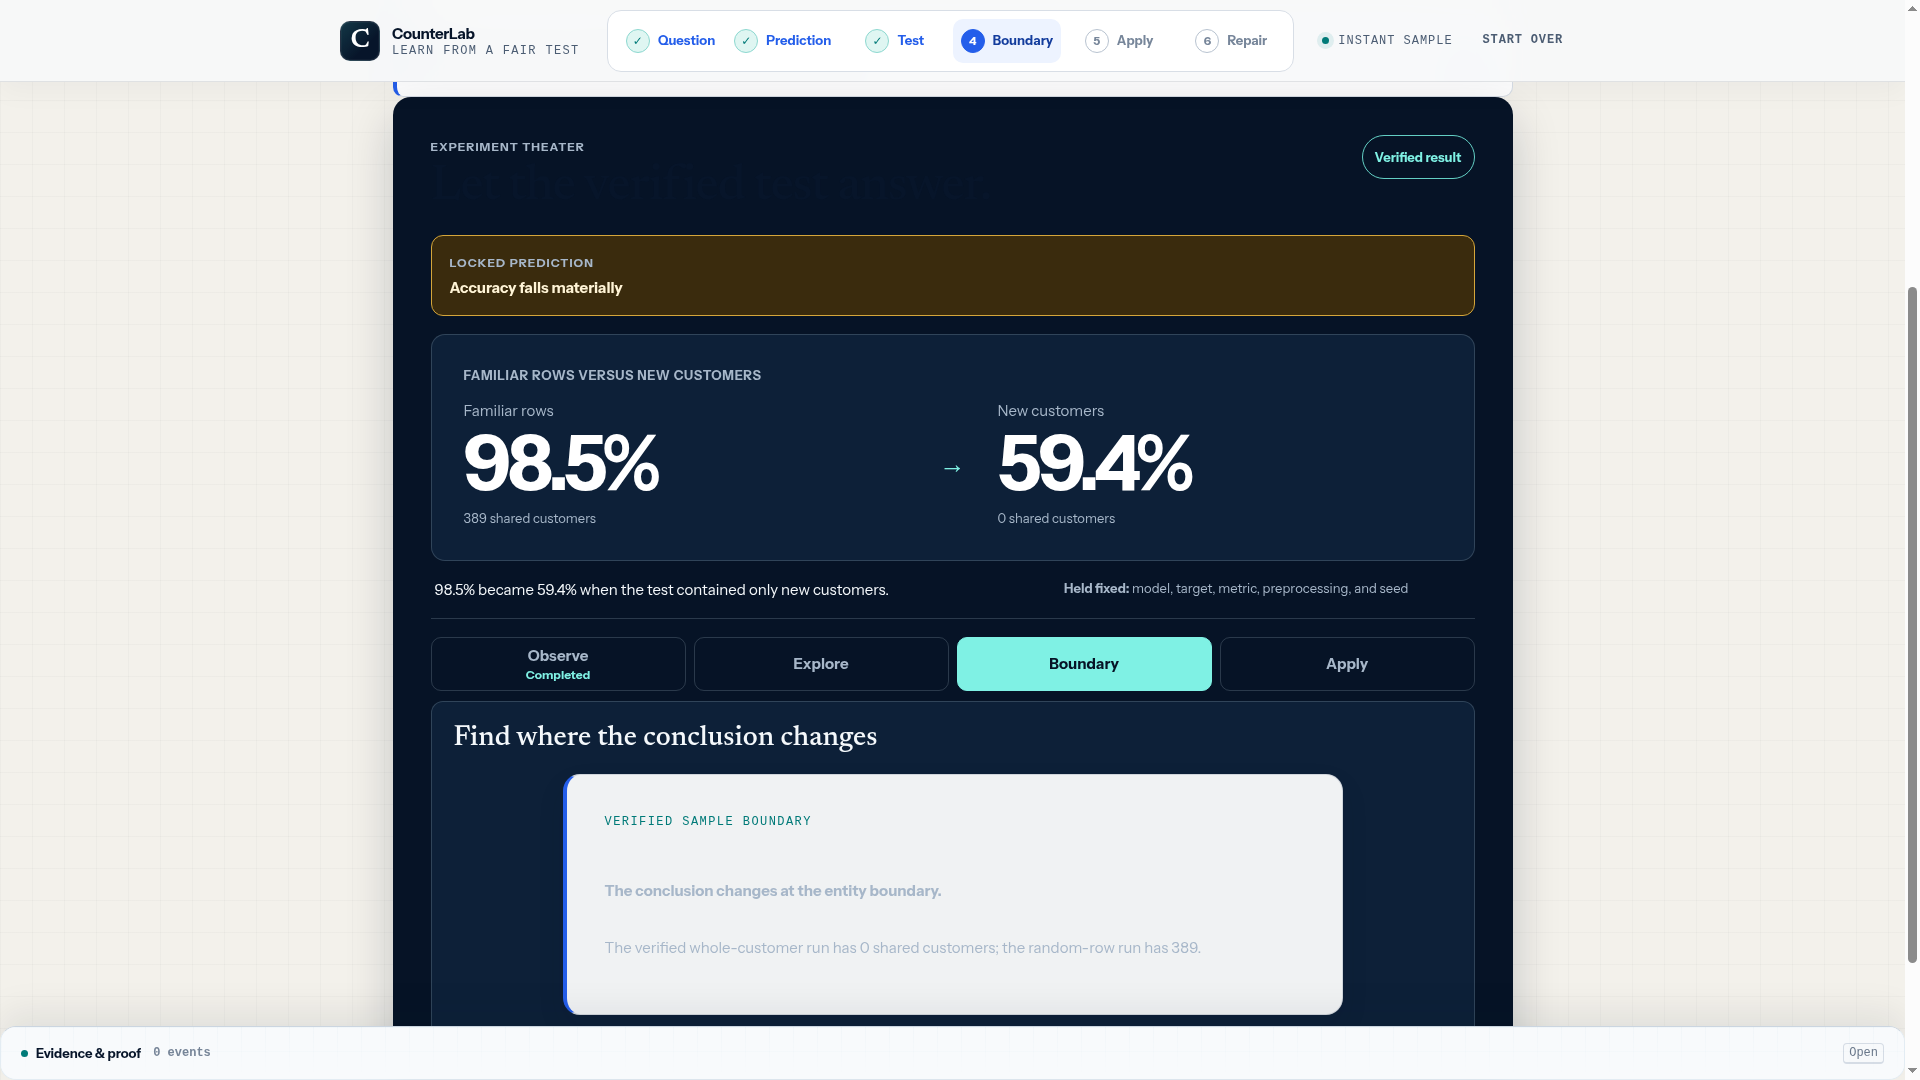 C
CounterLab
LEARN FROM A FAIR TEST
✓ Question
✓ Prediction
✓ Test
4 Boundary
5 Apply
6 Repair
INSTANT SAMPLE
START OVER
EXPERIMENT THEATER
Let the verified test answer.
Verified result
LOCKED PREDICTION
Accuracy falls materially
FAMILIAR ROWS VERSUS NEW CUSTOMERS
Familiar rows
98.5%
389 shared customers
→
New customers
59.4%
0 shared customers
98.5% became 59.4% when the test contained only new customers.
Held fixed: model, target, metric, preprocessing, and seed
Observe
Completed
Explore
Boundary
Apply
Find where the conclusion changes
VERIFIED SAMPLE BOUNDARY
The conclusion changes at the entity boundary.
The verified whole-customer run has 0 shared customers; the random-row run has 389.
Evidence & proof
0 events
Open